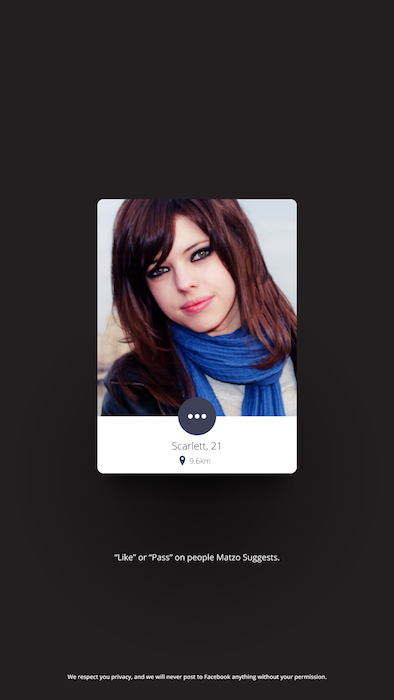 Scarlett, 21
9.6km
“Like” or “Pass” on people Matzo Suggests.
We respect you privacy, and we will never post to Facebook anything without your permission.